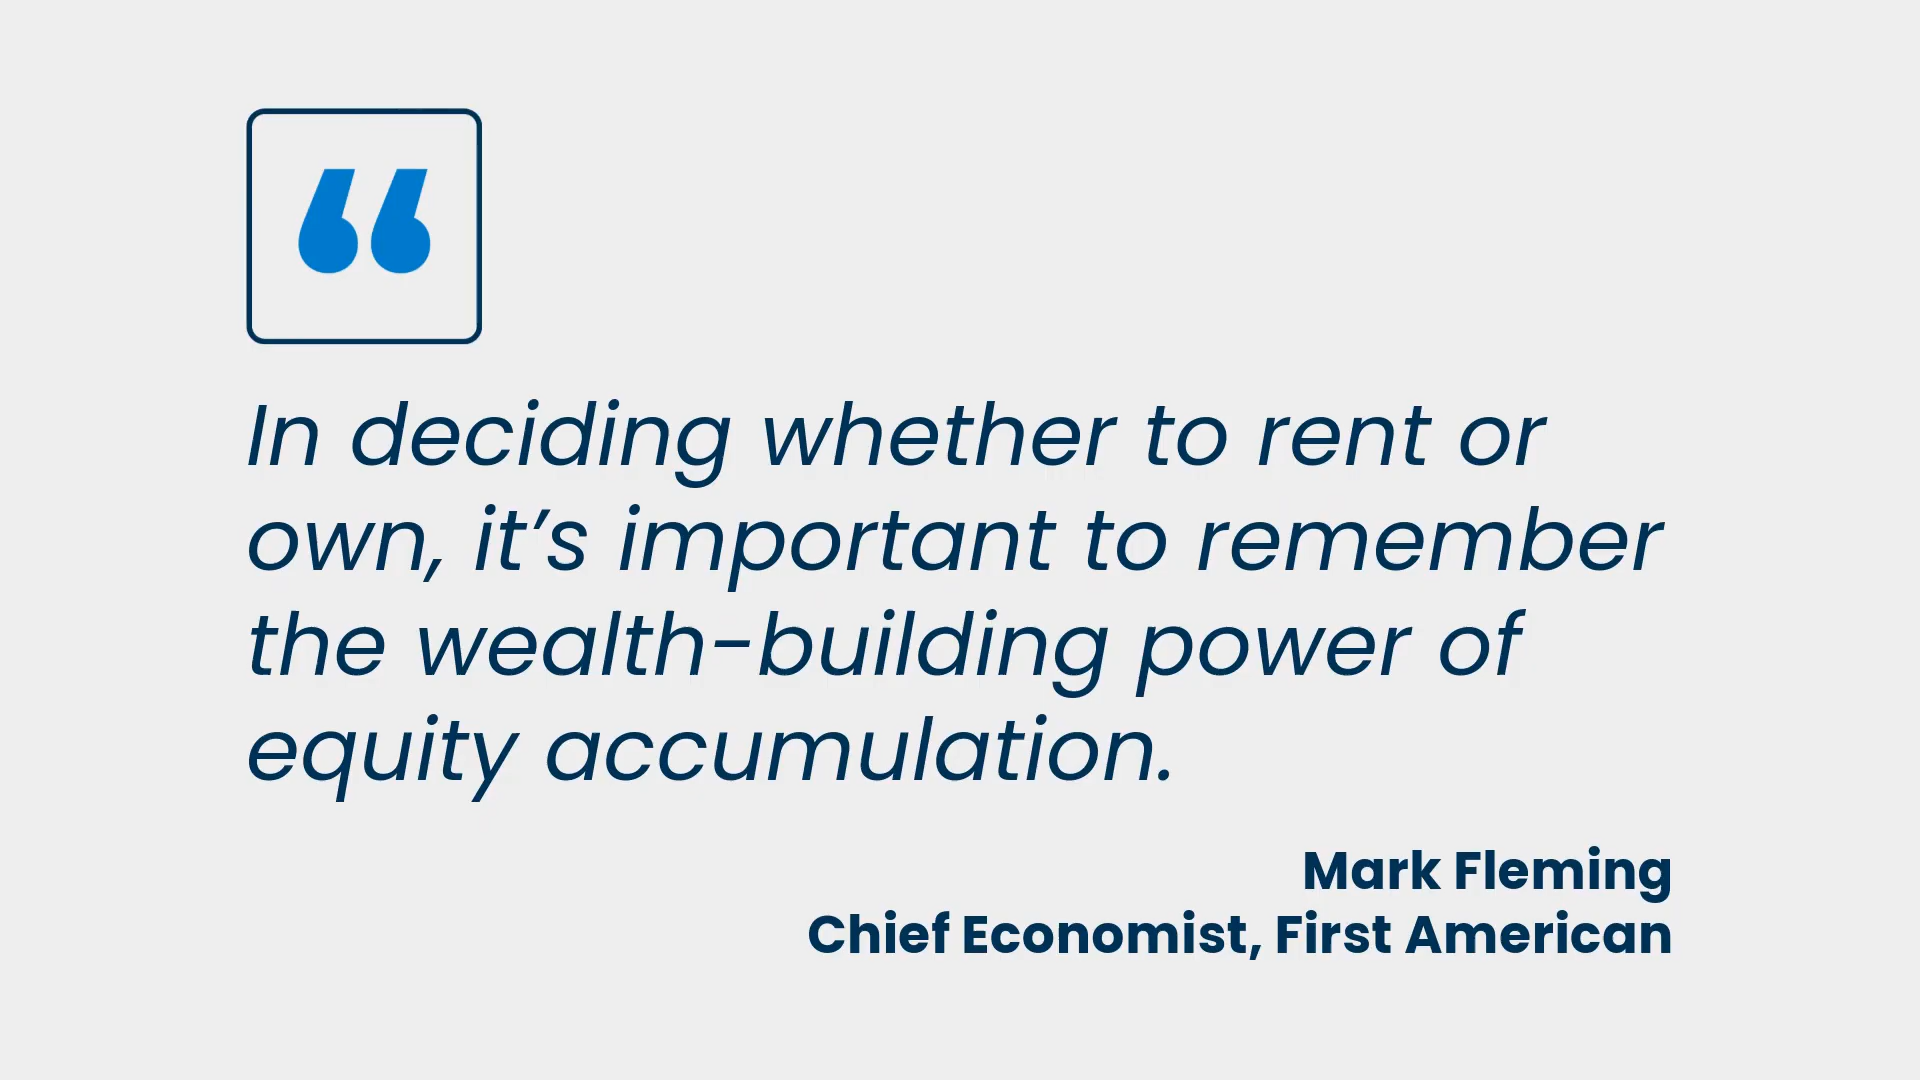 “
In deciding whether to rent or
own, it’s important to remember
the wealth-building power of
equity accumulation.
Mark Fleming
Chief Economist, First American